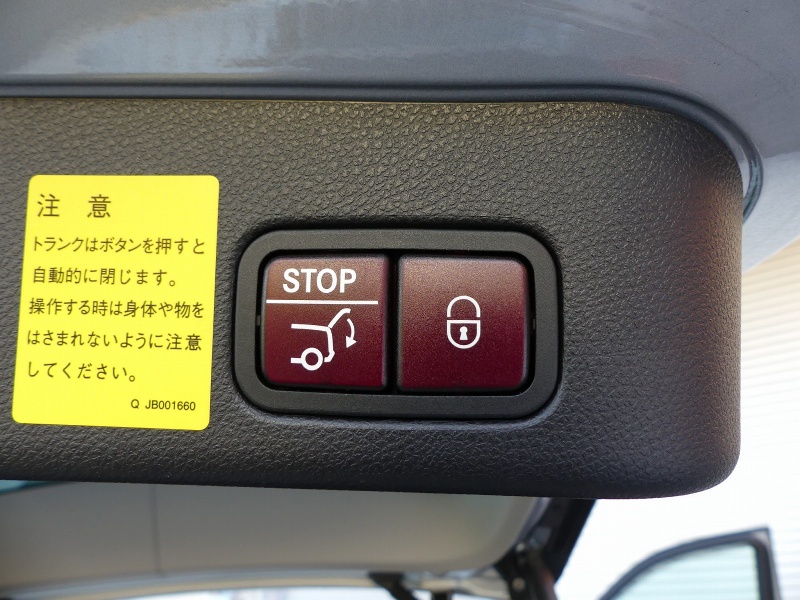 注 意
トランクはボタンを押すと
自動的に閉じます。
操作する時は身体や物を
はさまれないように注意
してください。
Q JB001660
STOP